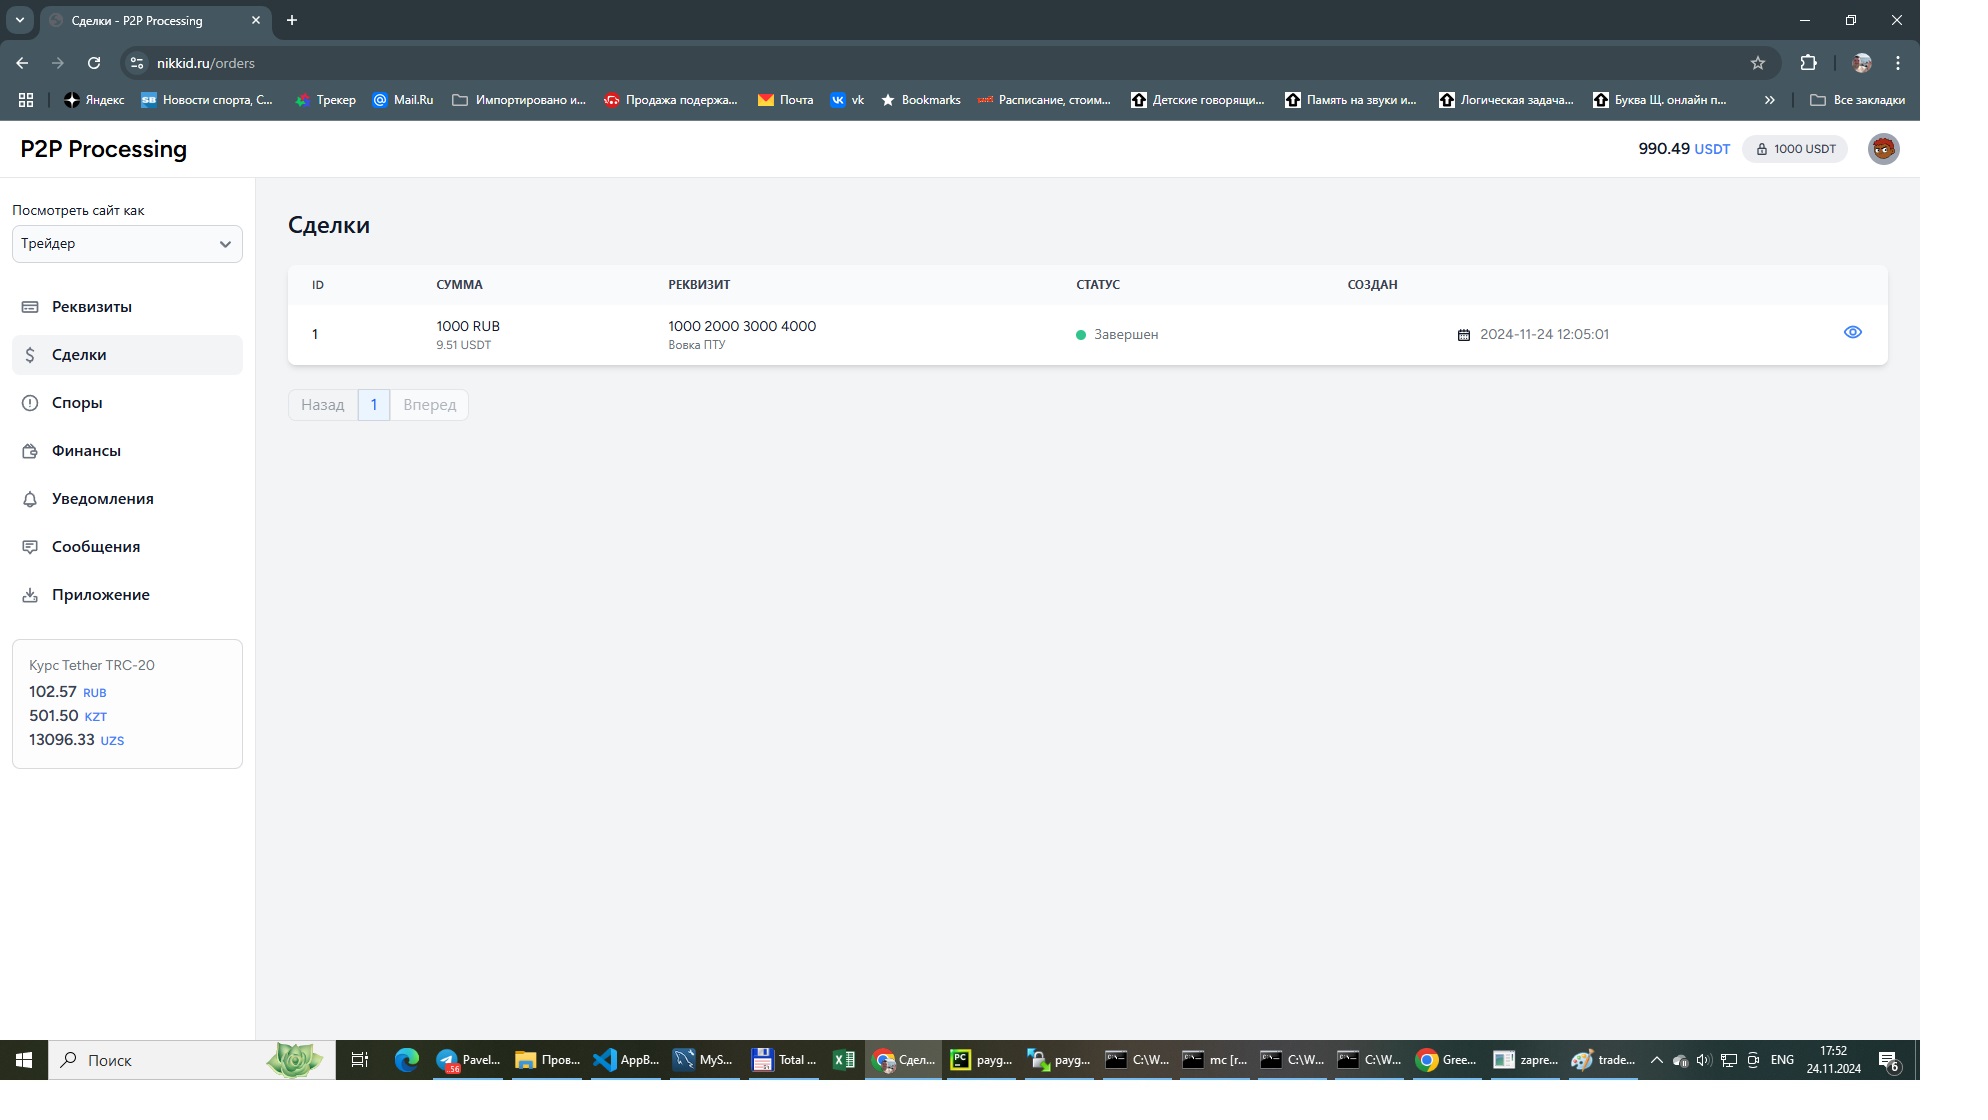 Сделки - P2P Processing
nikkid.ru/orders
Яндекс
Новости спорта, С...
Трекер
Mail.Ru
Импортировано и...
Продажа подержа...
Почта
vk
Bookmarks
Расписание, стоим...
Детские говорящи...
Память на звуки и...
Логическая задача...
Буква Щ. онлайн п...
Все закладки
P2P Processing
990.49 USDT
1000 USDT
Посмотреть сайт как
Трейдер
Реквизиты
Сделки
Споры
Финансы
Уведомления
Сообщения
Приложение
Курс Tether TRC-20
102.57 RUB
501.50 KZT
13096.33 UZS
Сделки
ID СУММА РЕКВИЗИТ СТАТУС СОЗДАН
1 1000 RUB 1000 2000 3000 4000 Завершен 2024-11-24 12:05:01
9.51 USDT Вовка ПТУ
Назад 1 Вперед
Поиск
.56
Pavel...
Пров...
AppB...
MyS...
Total ...
Сдел...
PC
payg...
payg...
C:\W...
mc [r...
C:\W...
C:\W...
Gree...
zapre...
trade...
ENG
17:52
24.11.2024
6